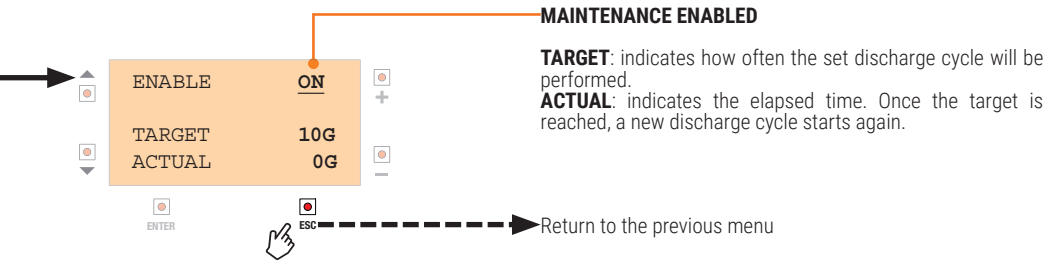 MAINTENANCE ENABLED
TARGET: indicates how often the set discharge cycle will be
performed.
ACTUAL: indicates the elapsed time. Once the target is
reached, a new discharge cycle starts again.
ENABLE ON
+
TARGET 10G
ACTUAL 0G
−
ENTER
ESC
Return to the previous menu